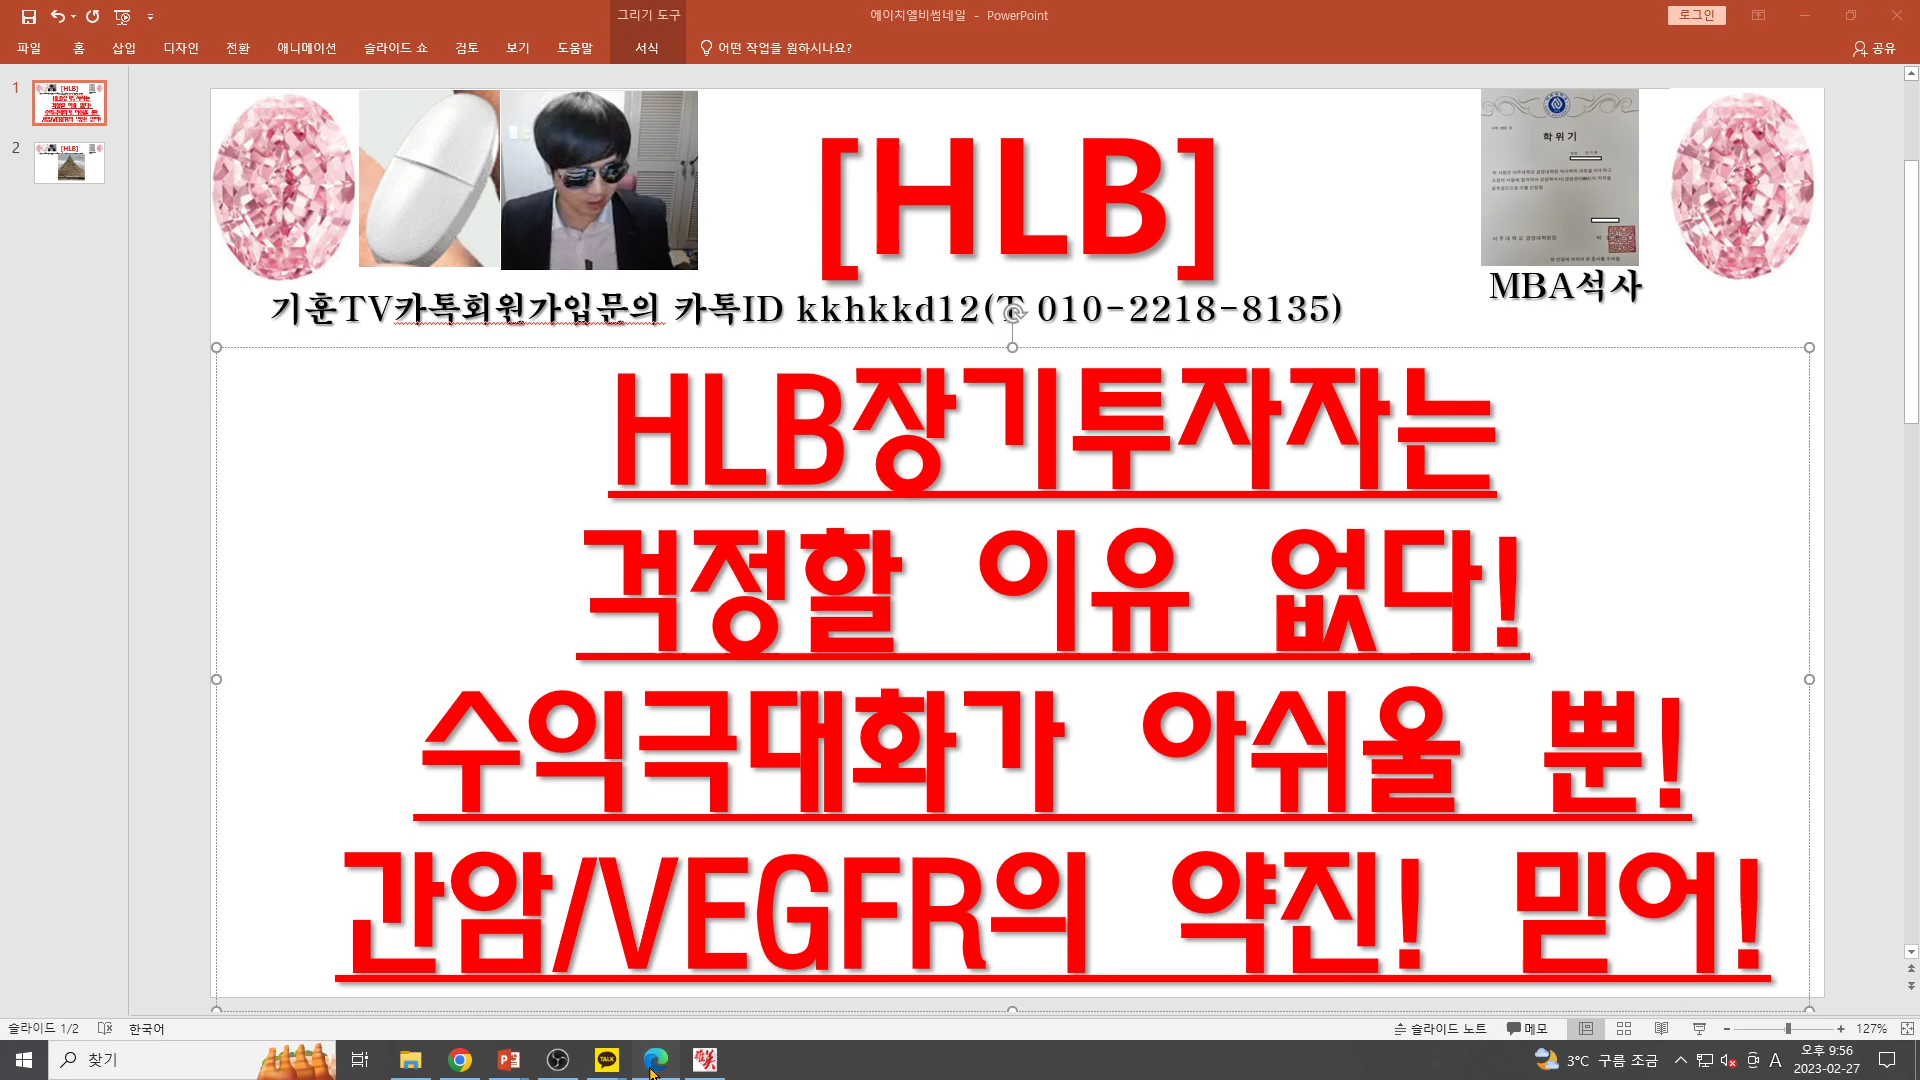 그리기 도구
에이치엘비썸네일 - PowerPoint
로그인
파일 홈 삽입 디자인 전환 애니메이션 슬라이드 쇼 검토 보기 도움말 서식 어떤 작업을 원하시나요? 공유
1
2
[HLB]
학 위 기
MBA석사
기훈TV카톡회원가입문의 카톡ID kkhkkd12(T 010-2218-8135)
HLB장기투자자는
걱정할 이유 없다!
수익극대화가 아쉬울 뿐!
간암/VEGFR의 약진! 믿어!
슬라이드 1/2 한국어 슬라이드 노트 메모 127%
찾기
TALK
3°C 구름 조금
A
오후 9:56
2023-02-27